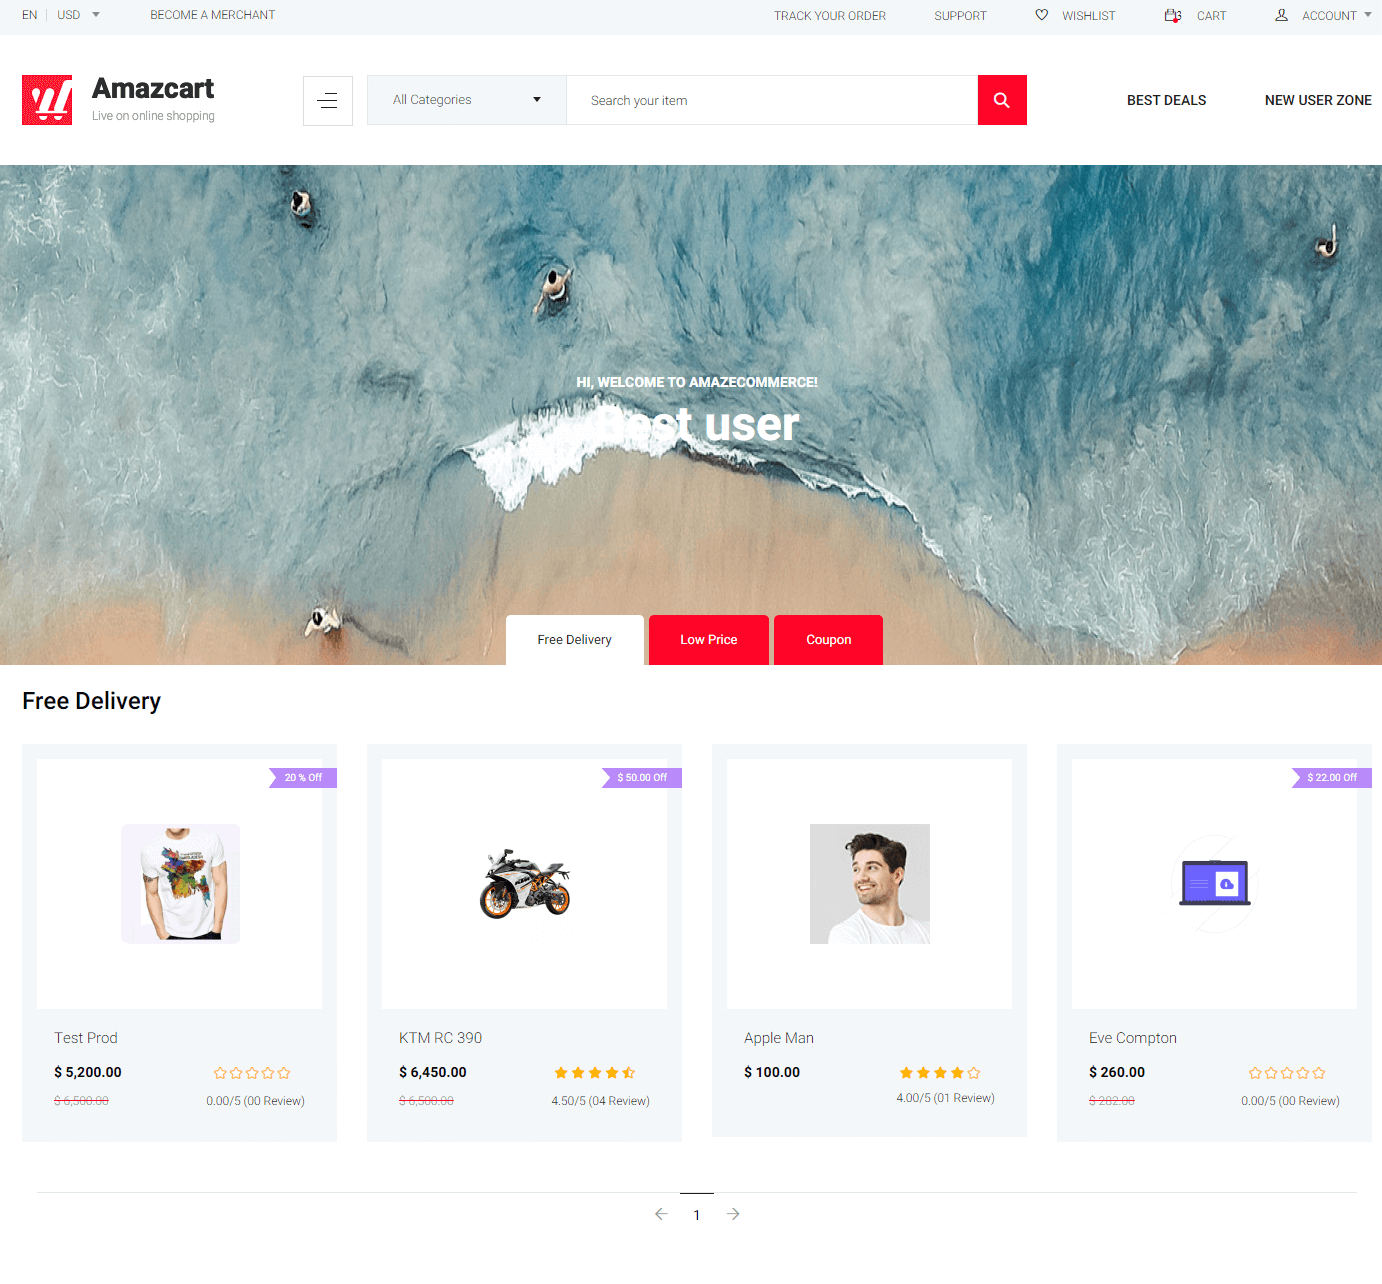 EN USD BECOME A MERCHANT TRACK YOUR ORDER SUPPORT WISHLIST 3 CART ACCOUNT
Amazcart
Live on online shopping
All Categories
Search your item
BEST DEALS NEW USER ZONE
HI, WELCOME TO AMAZECOMMERCE!
Best user
Free Delivery Low Price Coupon
Free Delivery
20 % Off
$ 50.00 Off
$ 22.00 Off
Test Prod
$ 5,200.00
$ 6,500.00
0.00/5 (00 Review)
KTM RC 390
$ 6,450.00
$ 6,500.00
4.50/5 (04 Review)
Apple Man
$ 100.00
4.00/5 (01 Review)
Eve Compton
$ 260.00
$ 282.00
0.00/5 (00 Review)
1